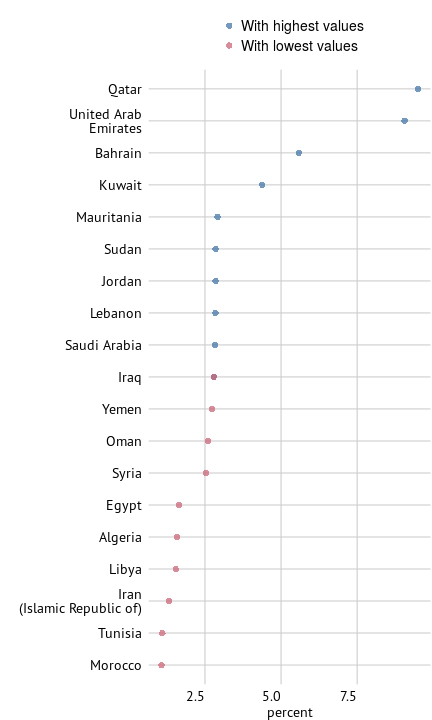 With highest values
With lowest values
Qatar
United Arab
Emirates
Bahrain
Kuwait
Mauritania
Sudan
Jordan
Lebanon
Saudi Arabia
Iraq
Yemen
Oman
Syria
Egypt
Algeria
Libya
Iran
(Islamic Republic of)
Tunisia
Morocco
2.5 5.0 7.5
percent